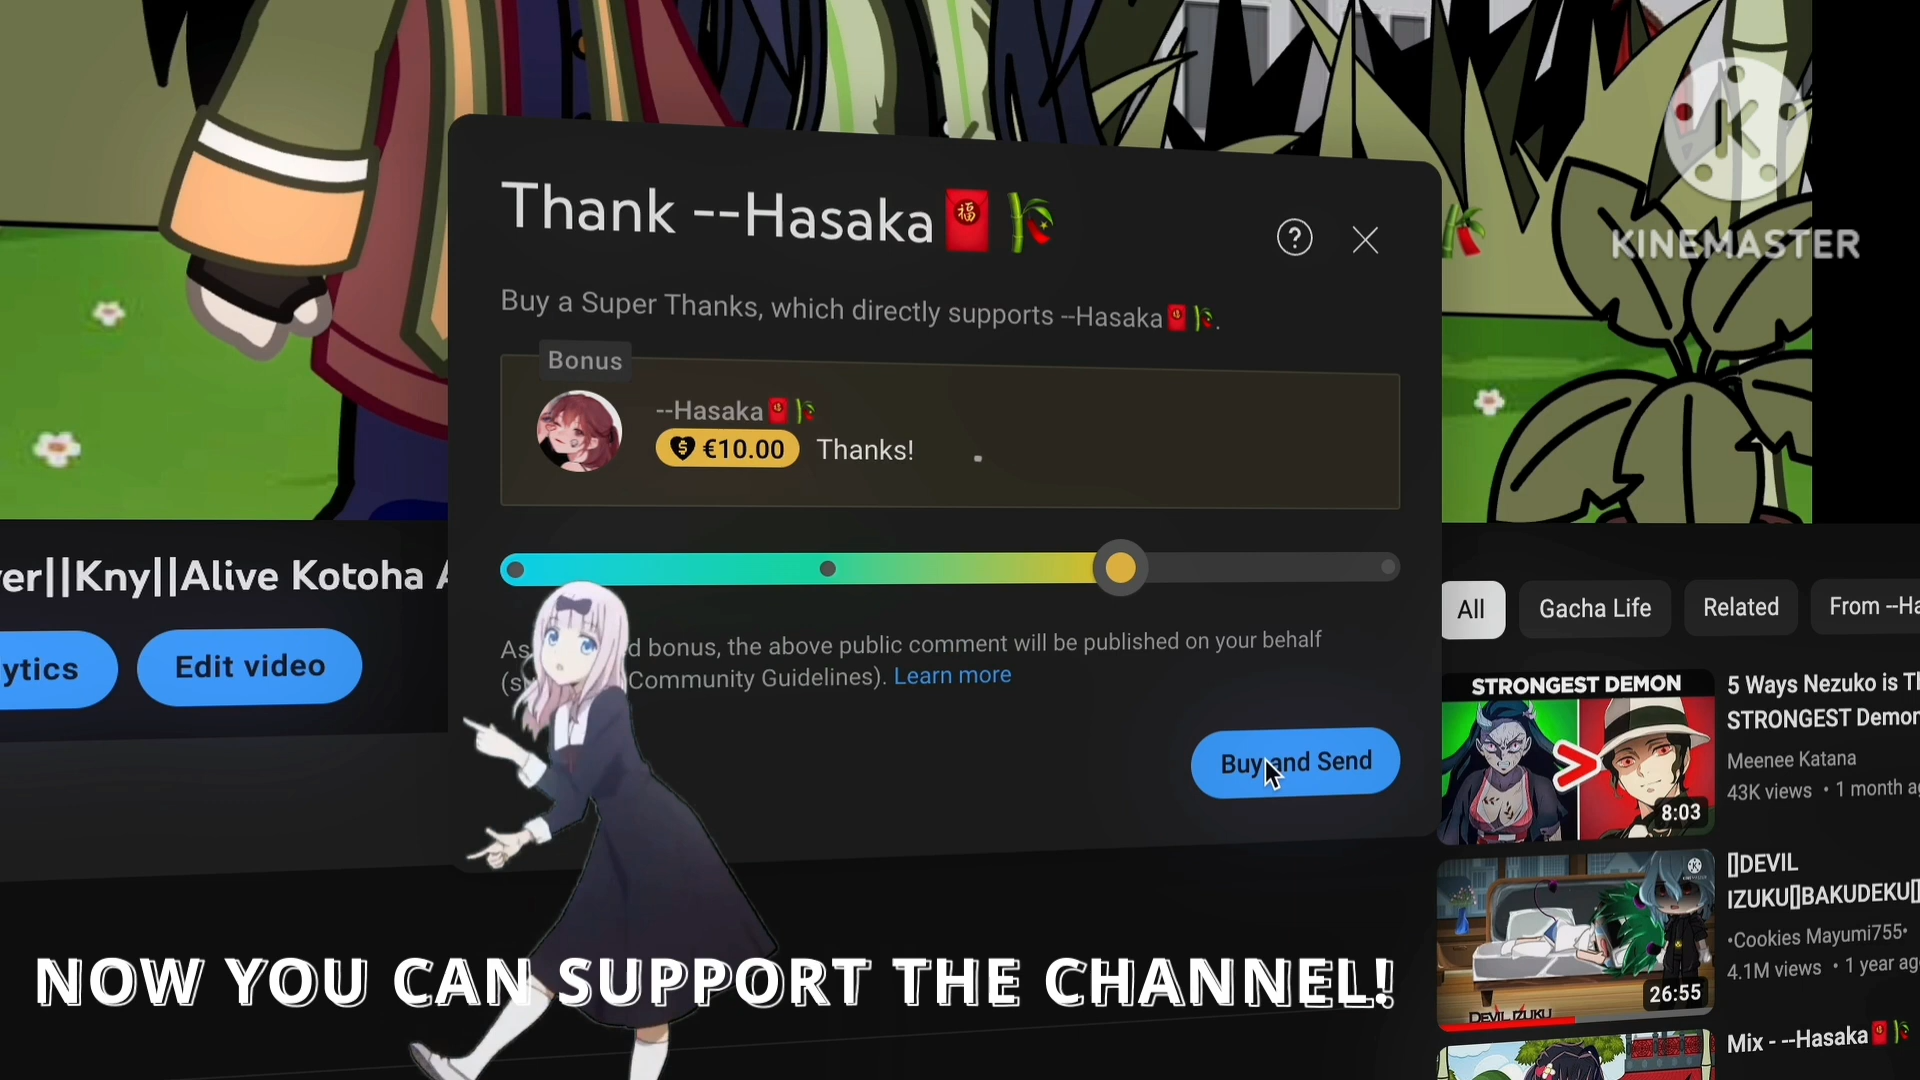 KINEMASTER
Thank --Hasaka🧧🎋
Buy a Super Thanks, which directly supports --Hasaka🧧🎋.
Bonus
--Hasaka🧧🎋
€10.00 Thanks!
er||Kny||Alive Kotoha
ytics
Edit video
bonus, the above public comment will be published on your behalf
Community Guidelines). Learn more
Buy and Send
All
Gacha Life
Related
From --Ha
STRONGEST DEMON
8:03
5 Ways Nezuko is T
STRONGEST Demon
Meenee Katana
43K views • 1 month ag
DEVIL IZUKU
26:55
[]DEVIL
IZUKU[]BAKUDEKU[]
•Cookies Mayumi755•
4.1M views • 1 year ag
Mix - --Hasaka🧧🎋
NOW YOU CAN SUPPORT THE CHANNEL!